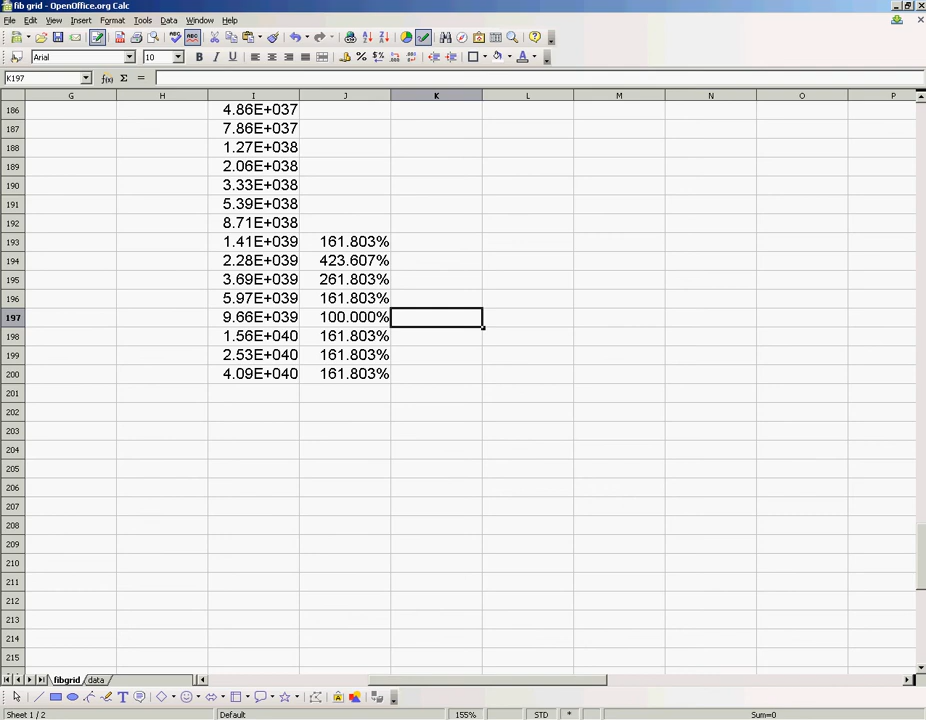 fib grid - OpenOffice.org Calc
File Edit View Insert Format Tools Data Window Help
Arial 10
K197
G H I J K L M N O P
186 4.86E+037
187 7.86E+037
188 1.27E+038
189 2.06E+038
190 3.33E+038
191 5.39E+038
192 8.71E+038
193 1.41E+039 161.803%
194 2.28E+039 423.607%
195 3.69E+039 261.803%
196 5.97E+039 161.803%
197 9.66E+039 100.000%
198 1.56E+040 161.803%
199 2.53E+040 161.803%
200 4.09E+040 161.803%
201
202
203
204
205
206
207
208
209
210
211
212
213
214
215
fibgrid data
Sheet 1 / 2 Default 155% STD * Sum=0